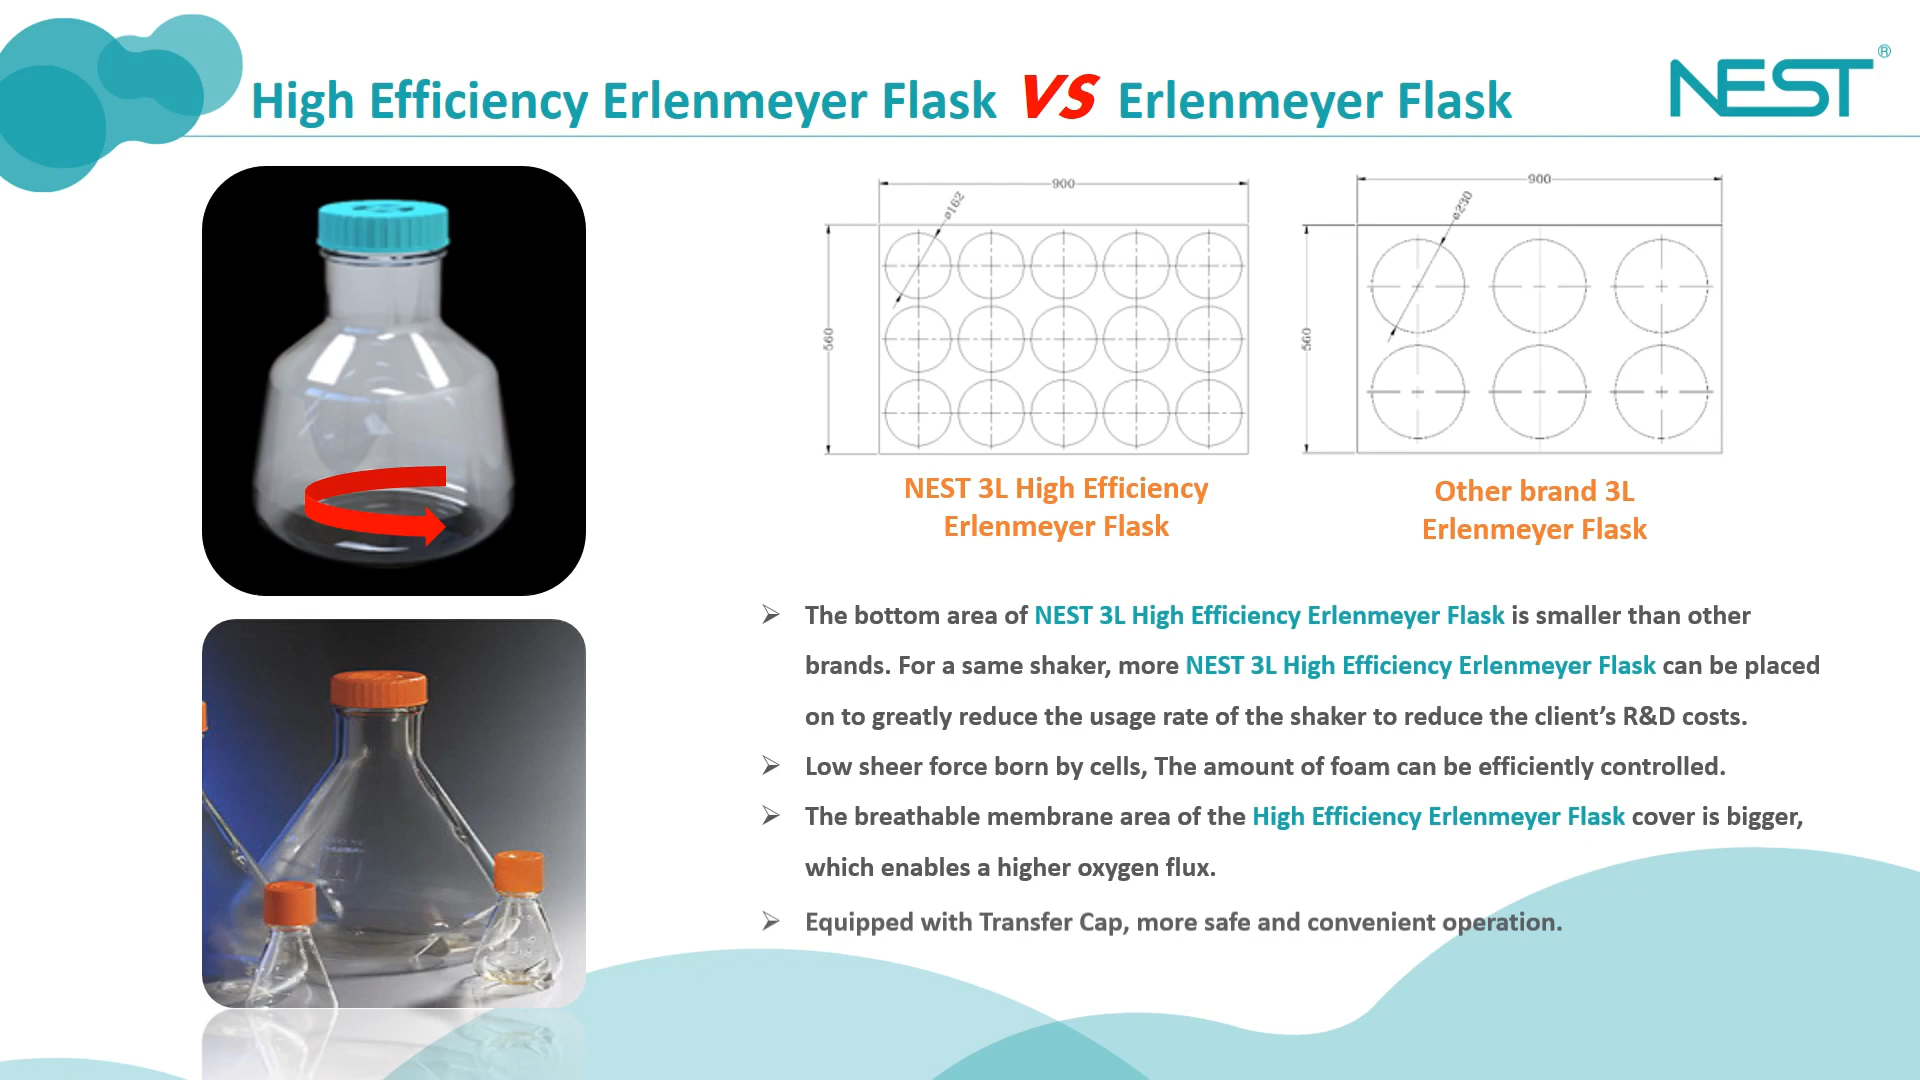 High Efficiency Erlenmeyer Flask VS Erlenmeyer Flask
NEST®
900
ø162
560
NEST 3L High Efficiency
Erlenmeyer Flask
900
ø230
560
Other brand 3L
Erlenmeyer Flask
➢ The bottom area of NEST 3L High Efficiency Erlenmeyer Flask is smaller than other
brands. For a same shaker, more NEST 3L High Efficiency Erlenmeyer Flask can be placed
on to greatly reduce the usage rate of the shaker to reduce the client’s R&D costs.
➢ Low sheer force born by cells, The amount of foam can be efficiently controlled.
➢ The breathable membrane area of the High Efficiency Erlenmeyer Flask cover is bigger,
which enables a higher oxygen flux.
➢ Equipped with Transfer Cap, more safe and convenient operation.